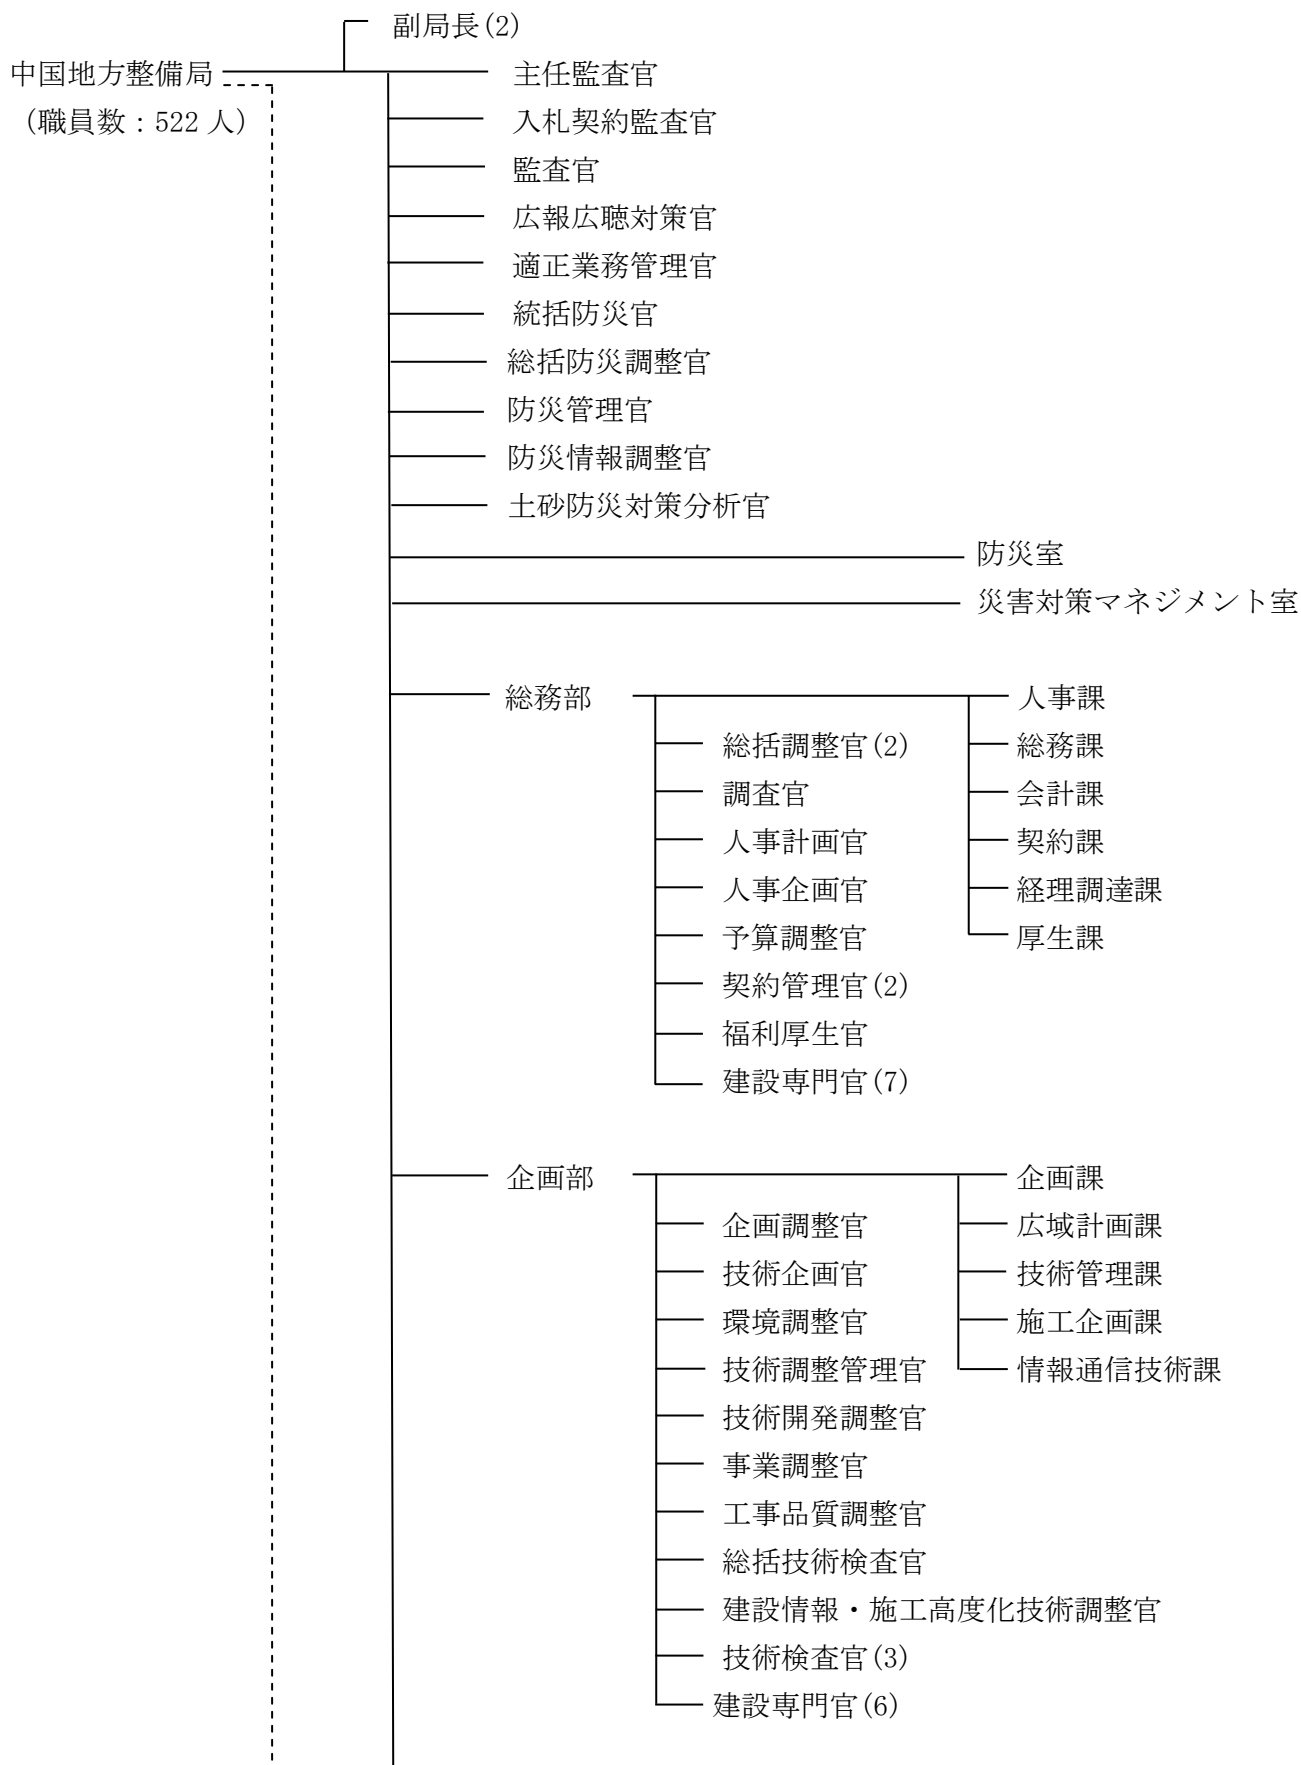 副局長(2)
中国地方整備局
主任監査官
(職員数：522 人)
入札契約監査官
監査官
広報広聴対策官
適正業務管理官
統括防災官
総括防災調整官
防災管理官
防災情報調整官
土砂防災対策分析官
防災室
災害対策マネジメント室
総務部
人事課
総括調整官(2)
総務課
調査官
会計課
人事計画官
契約課
人事企画官
経理調達課
予算調整官
厚生課
契約管理官(2)
福利厚生官
建設専門官(7)
企画部
企画課
企画調整官
広域計画課
技術企画官
技術管理課
環境調整官
施工企画課
技術調整管理官
情報通信技術課
技術開発調整官
事業調整官
工事品質調整官
総括技術検査官
建設情報・施工高度化技術調整官
技術検査官(3)
建設専門官(6)